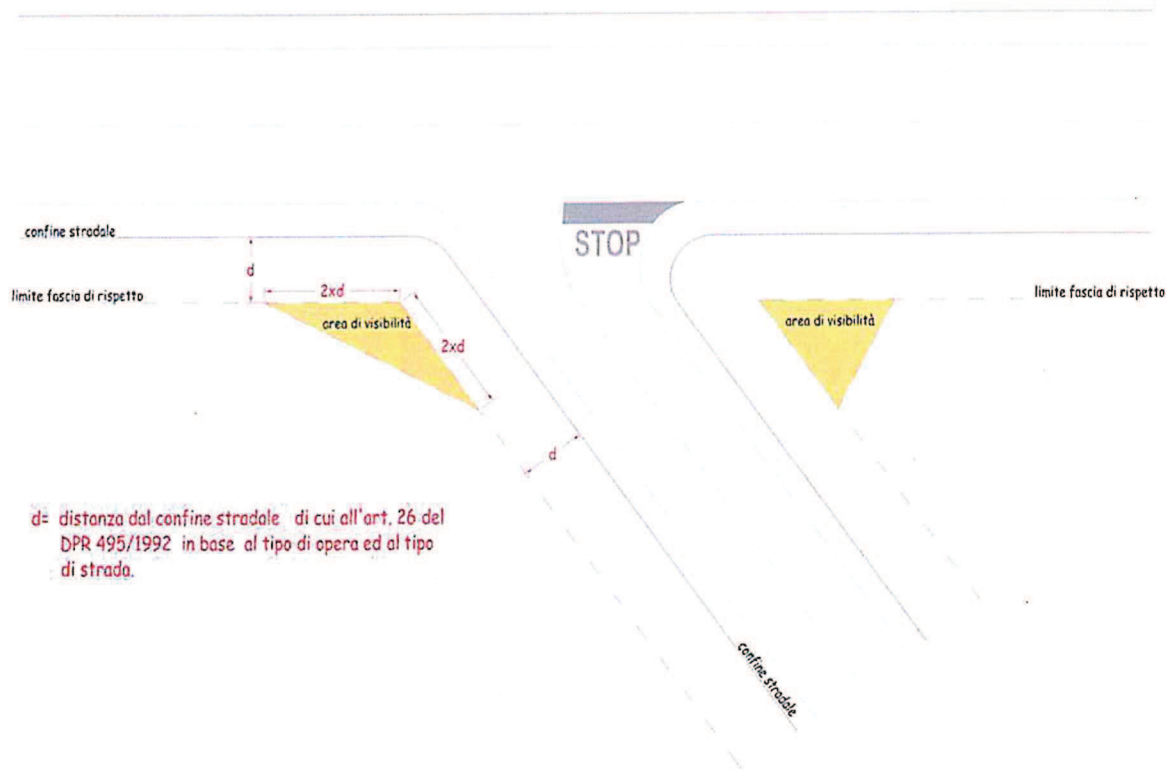 STOP
confine stradale
d
limite fascia di rispetto
2xd
area di visibilità
2xd
d
limite fascia di rispetto
area di visibilità
d= distanza dal confine stradale di cui all'art. 26 del
DPR 495/1992 in base al tipo di opera ed al tipo
di strada.
confine stradale